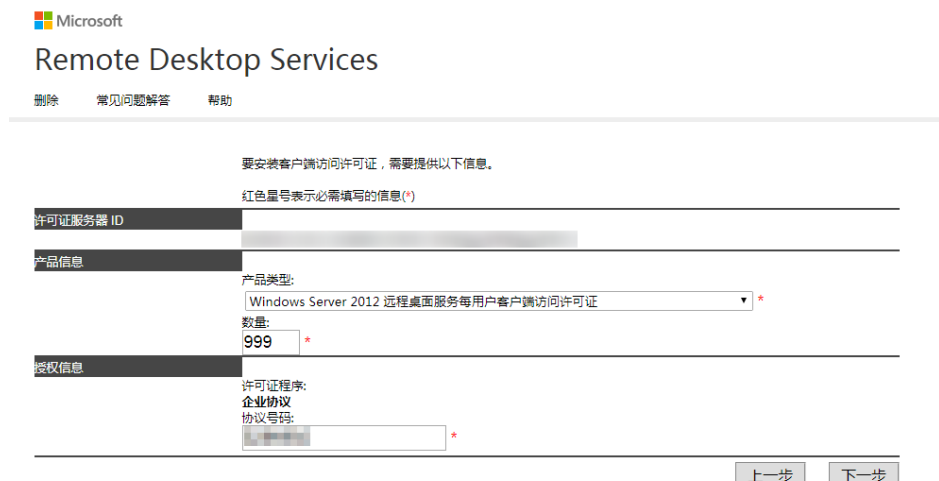 Microsoft
Remote Desktop Services
删除 常见问题解答 帮助
要安装客户端访问许可证，需要提供以下信息。
红色星号表示必需填写的信息(*)
许可证服务器 ID
产品信息
产品类型:
Windows Server 2012 远程桌面服务每用户客户端访问许可证 *
数量:
999 *
授权信息
许可证程序:
企业协议
协议号码:
*
上一步 下一步